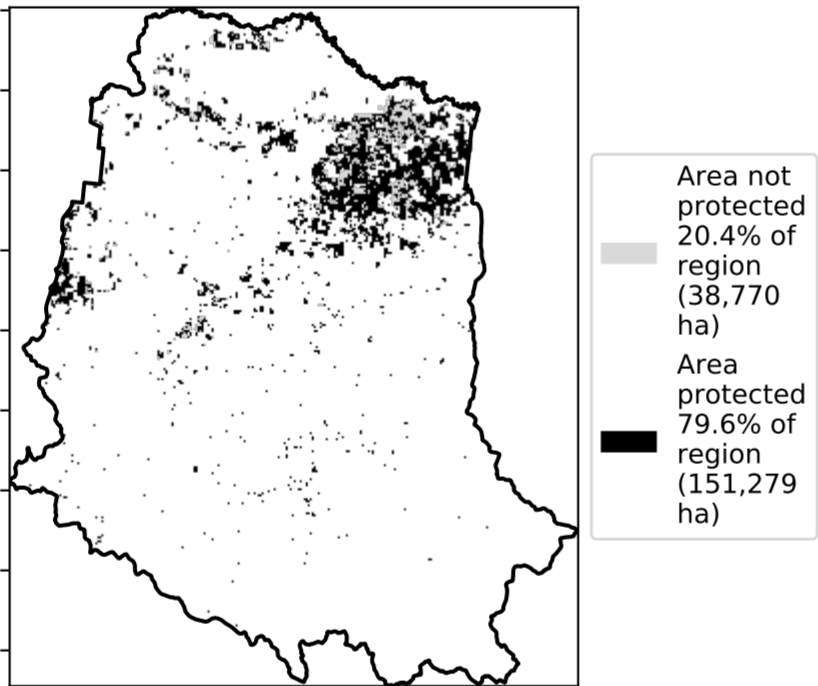 Area not
protected
20.4% of
region
(38,770
ha)
Area
protected
79.6% of
region
(151,279
ha)